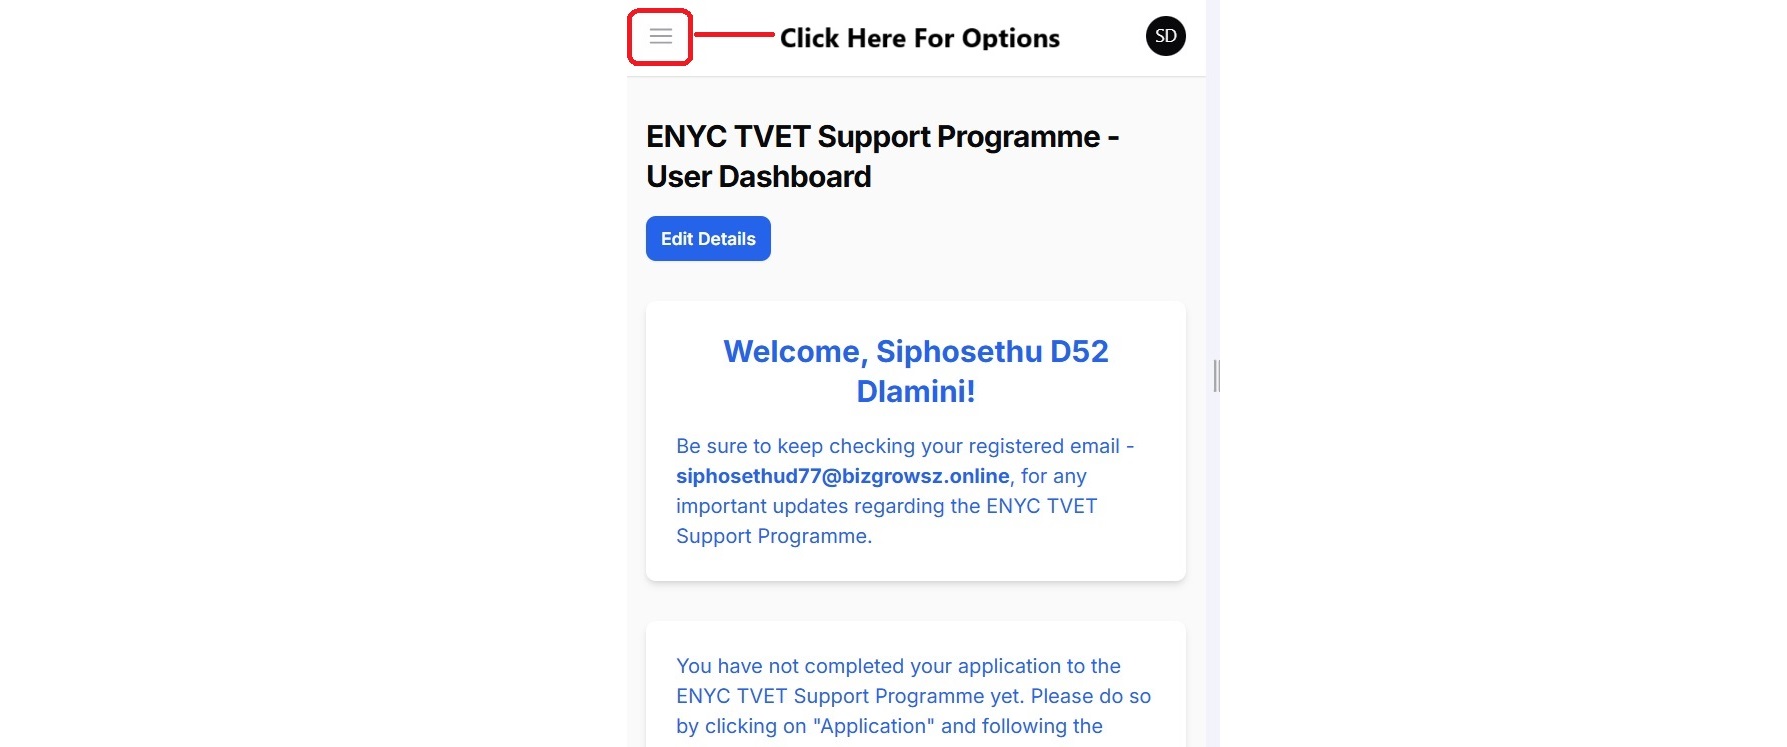 Click Here For Options
SD
ENYC TVET Support Programme -
User Dashboard
Edit Details
Welcome, Siphosethu D52
Dlamini!
Be sure to keep checking your registered email -
siphosethud77@bizgrowsz.online, for any
important updates regarding the ENYC TVET
Support Programme.
You have not completed your application to the
ENYC TVET Support Programme yet. Please do so
by clicking on "Application" and following the